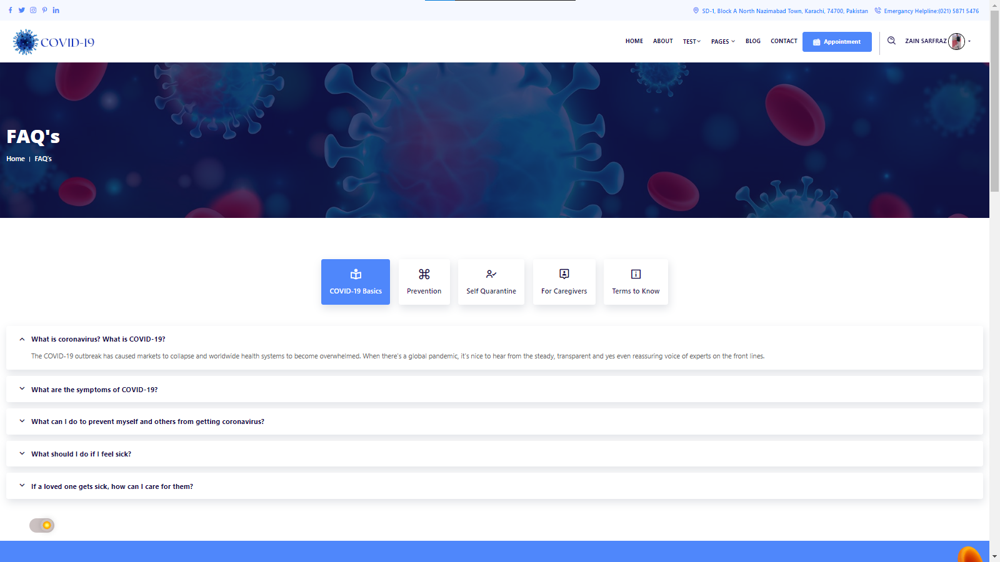 SD-1, Block A North Nazimabad Town, Karachi, 74700, Pakistan Emergancy Helpline:(021) 5871 5476
COVID-19 HOME ABOUT TEST PAGES BLOG CONTACT Appointment ZAIN SARFRAZ
FAQ's
Home | FAQ's
COVID-19 Basics Prevention Self Quarantine For Caregivers Terms to Know
What is coronavirus? What is COVID-19?
The COVID-19 outbreak has caused markets to collapse and worldwide health systems to become overwhelmed. When there's a global pandemic, it's nice to hear from the steady, transparent and yes even reassuring voice of experts on the front lines.
What are the symptoms of COVID-19?
What can I do to prevent myself and others from getting coronavirus?
What should I do if I feel sick?
If a loved one gets sick, how can I care for them?